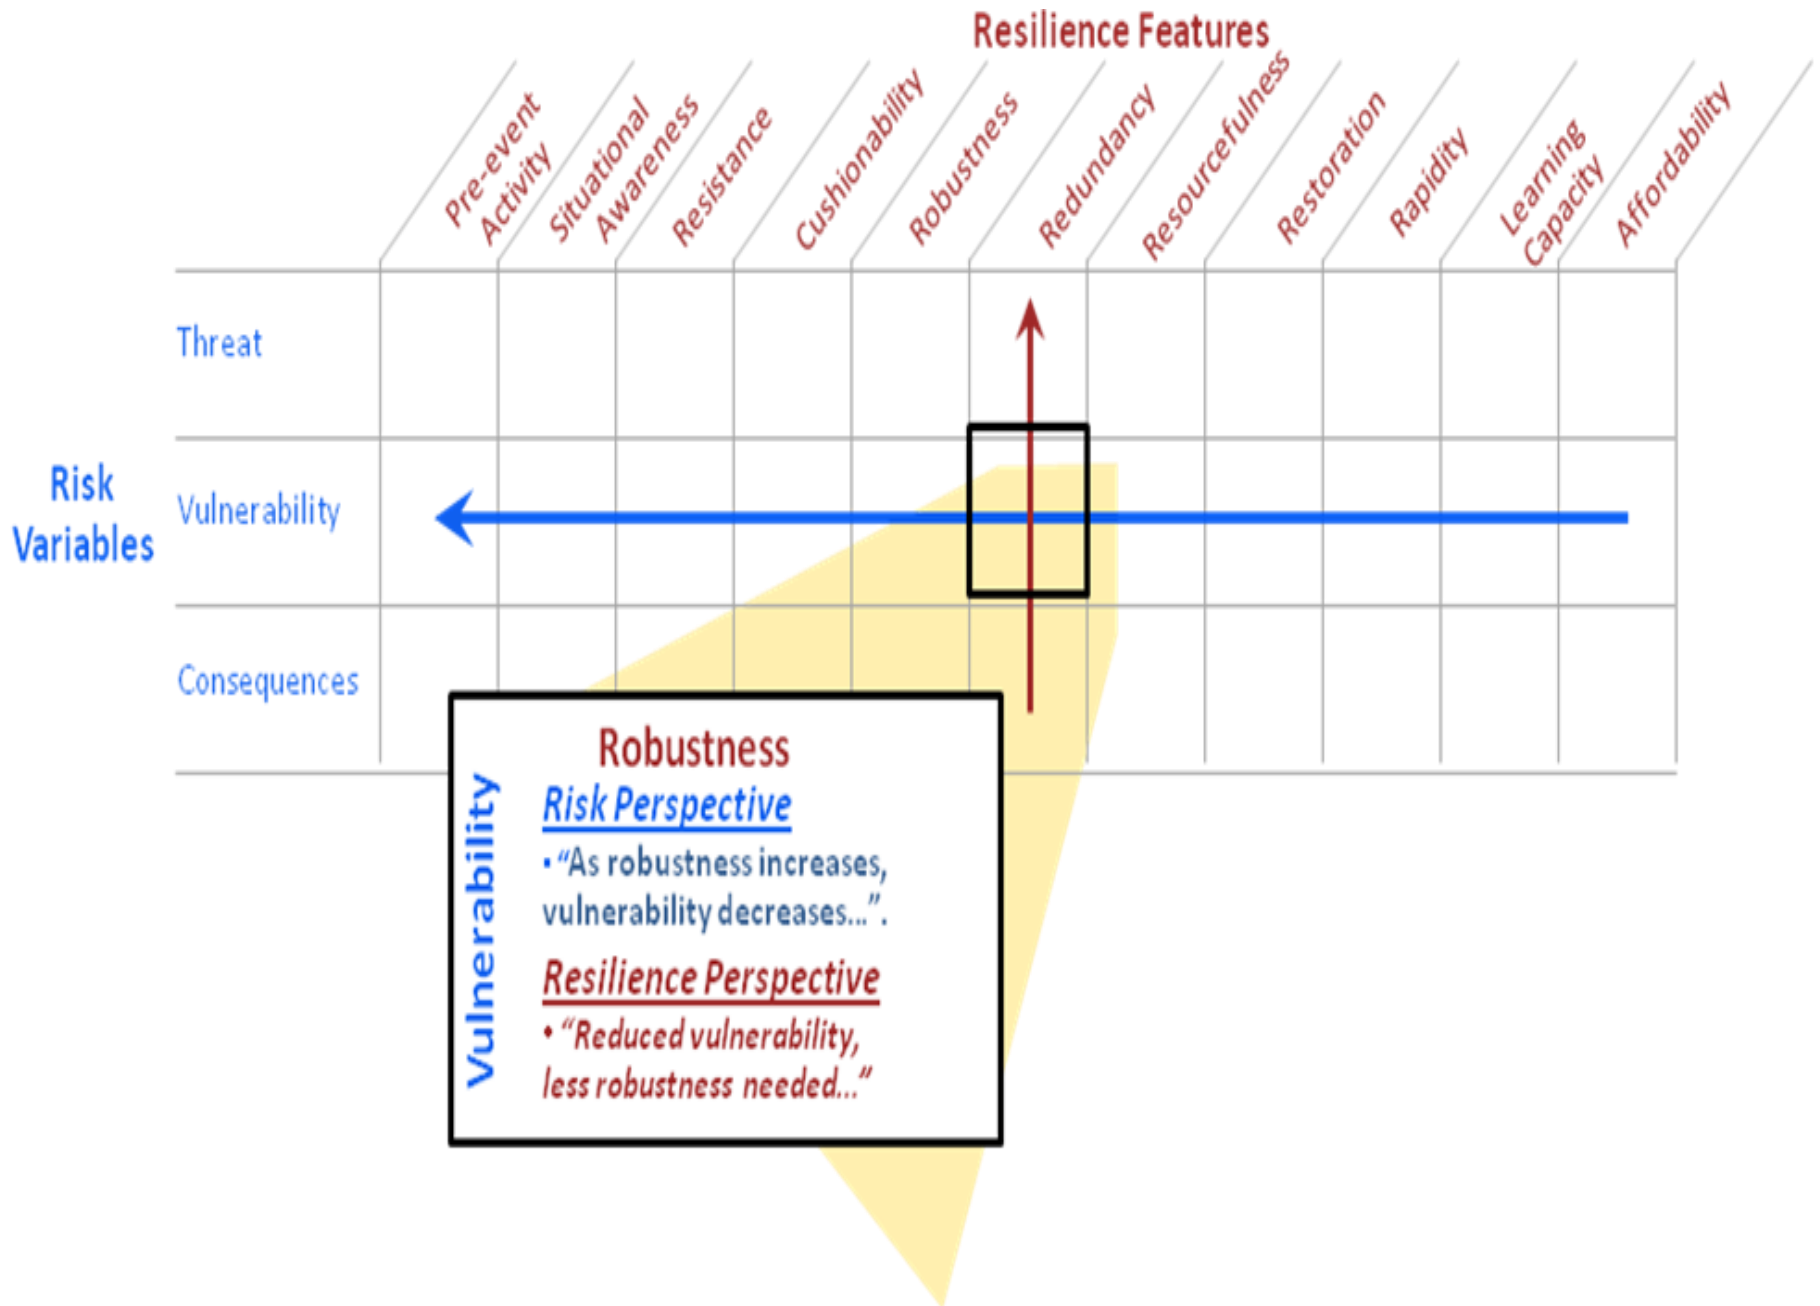 Resilience Features
Pre-event
Activity
Situational
Awareness
Resistance
Cushionability
Robustness
Redundancy
Resourcefulness
Restoration
Rapidity
Learning
Capacity
Affordability
Threat
Risk
Variables
Vulnerability
Consequences
Vulnerability
Robustness
Risk Perspective
▪ “As robustness increases,
vulnerability decreases...”.
Resilience Perspective
• “Reduced vulnerability,
less robustness needed...“